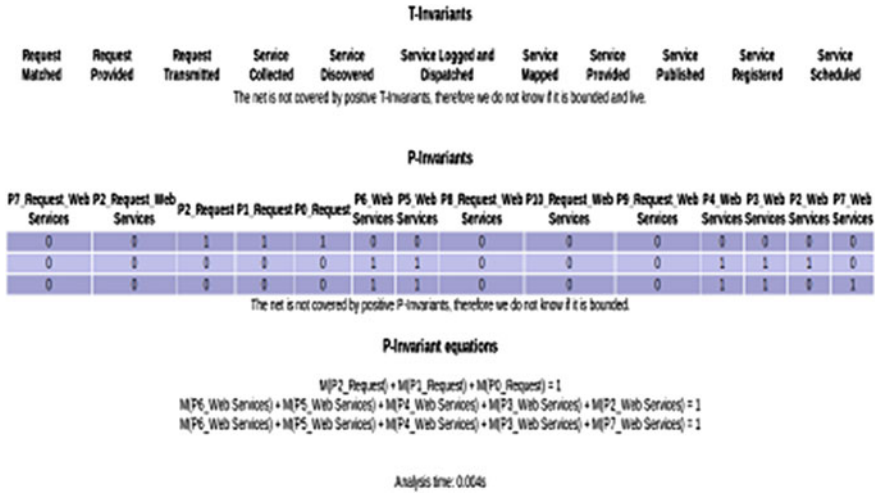 T-Invariants
Request Request Request Service Service Service Logged and Service Service Service Service Service
Matched Provided Transmitted Collected Discovered Dispatched Mapped Provided Published Registered Scheduled
The net is not covered by positive T-Invariants, therefore we do not know if it is bounded and live.
P-Invariants
P7_Request_Web P2_Request_Web P2_Request P1_Request P0_Request P6_Web P5_Web P8_Request_Web P10_Request_Web P9_Request_Web P4_Web P3_Web P2_Web P7_Web
Services Services Services Services Services Services Services Services Services Services Services
0 0 1 1 1 0 0 0 0 0 0 0 0 0
0 0 0 0 0 1 1 0 0 0 1 1 1 0
0 0 0 0 0 1 1 0 0 0 1 1 0 1
The net is not covered by positive P-Invariants, therefore we do not know if it is bounded.
P-Invariant equations
M(P2_Request) + M(P1_Request) + M(P0_Request) = 1
M(P6_Web Services) + M(P5_Web Services) + M(P4_Web Services) + M(P3_Web Services) + M(P2_Web Services) = 1
M(P6_Web Services) + M(P5_Web Services) + M(P4_Web Services) + M(P3_Web Services) + M(P7_Web Services) = 1
Analysis time: 0.004s